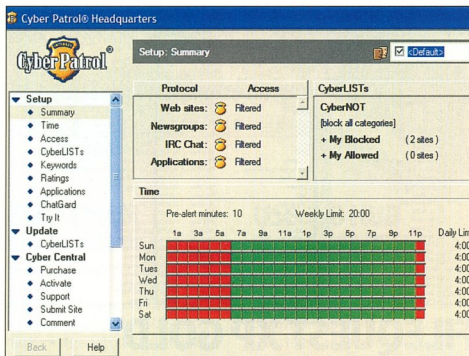 Cyber Patrol® Headquarters
CyberPatrol®
Setup: Summary
<Default>
Setup
Summary
Time
Access
CyberLISTs
Keywords
Ratings
Applications
ChatGard
Try It
Update
CyberLISTs
Cyber Central
Purchase
Activate
Support
Submit Site
Comment
Back Help
Protocol Access
Web sites: Filtered
Newsgroups: Filtered
IRC Chat: Filtered
Applications: Filtered
CyberLISTs
CyberNOT
[block all categories]
+ My Blocked (2 sites)
+ My Allowed (0 sites)
Time
Pre-alert minutes: 10 Weekly Limit: 20:00
1a 3a 5a 7a 9a 11a 1p 3p 5p 7p 9p 11p Daily Lim
Sun 4:00
Mon 4:00
Tues 4:00
Wed 4:00
Thu 4:00
Fri 4:00
Sat 4:00